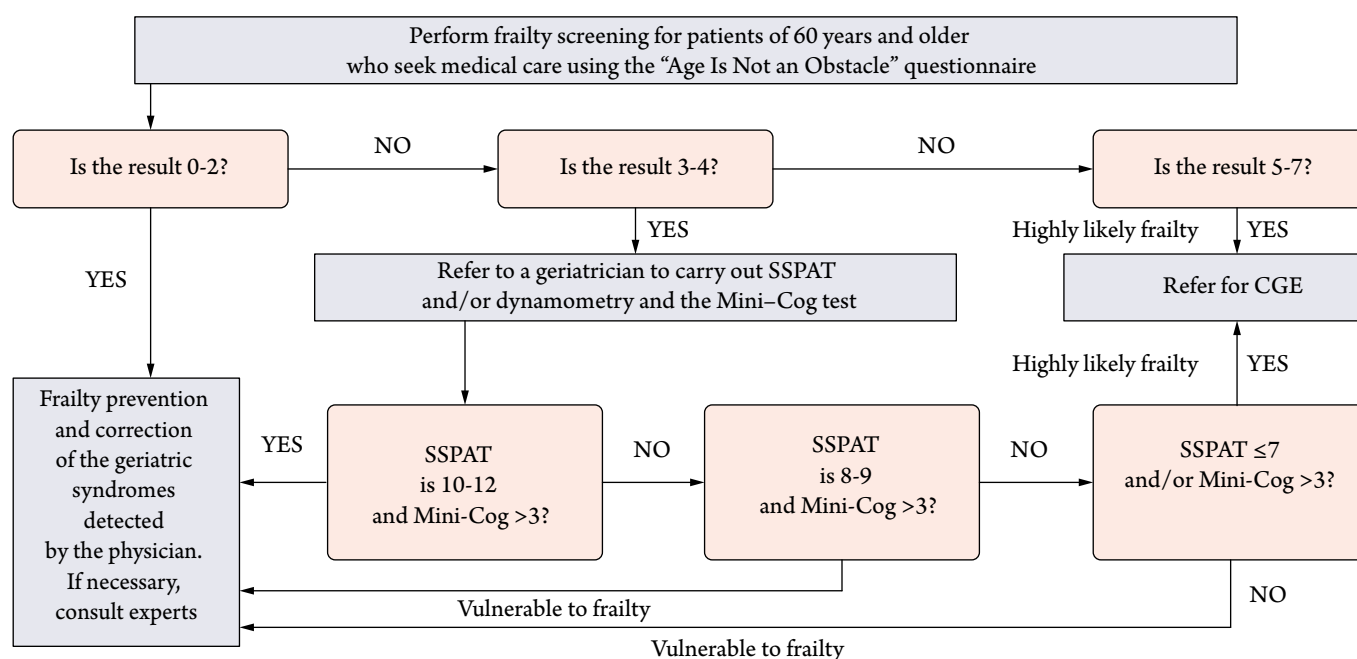 Perform frailty screening for patients of 60 years and older
who seek medical care using the “Age Is Not an Obstacle” questionnaire
Is the result 0-2?
NO
Is the result 3-4?
NO
Is the result 5-7?
YES
YES
Highly likely frailty
YES
Refer to a geriatrician to carry out SSPAT
and/or dynamometry and the Mini–Cog test
Refer for CGE
Highly likely frailty
YES
Frailty prevention
and correction
of the geriatric
syndromes
detected
by the physician.
If necessary,
consult experts
YES
SSPAT
is 10-12
and Mini-Cog >3?
NO
SSPAT
is 8-9
and Mini-Cog >3?
NO
SSPAT ≤7
and/or Mini-Cog >3?
Vulnerable to frailty
NO
Vulnerable to frailty